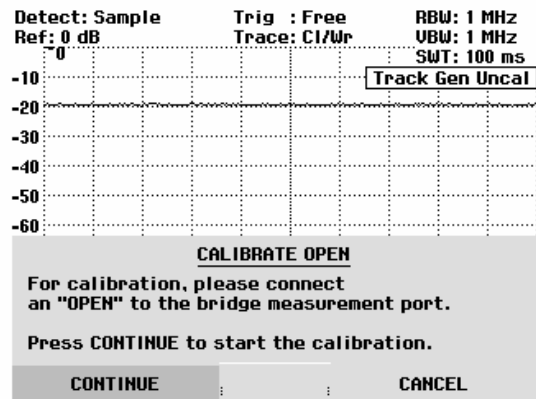 Detect: Sample Trig : Free RBW: 1 MHz
Ref: 0 dB Trace: Cl/Wr VBW: 1 MHz
0 SWT: 100 ms
Track Gen Uncal
-10
-20
-30
-40
-50
-60
CALIBRATE OPEN
For calibration, please connect
an "OPEN" to the bridge measurement port.
Press CONTINUE to start the calibration.
CONTINUE CANCEL